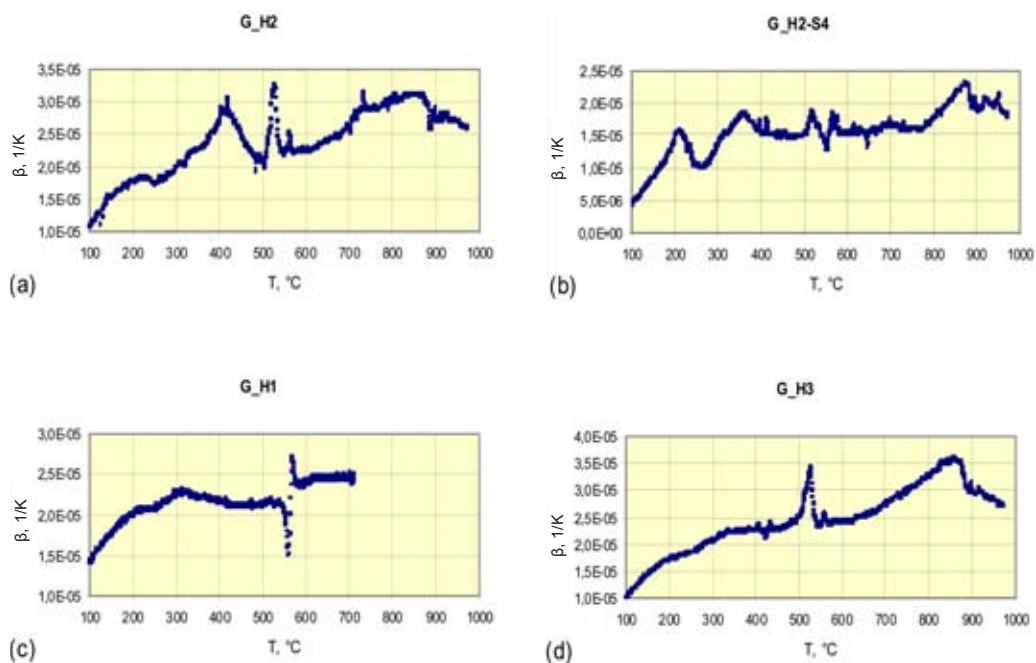 G_H2
3,5E-05
3,0E-05
2,5E-05
2,0E-05
1,5E-05
1,0E-05
β, 1/K
100 200 300 400 500 600 700 800 900 1000
T, °C
(a)
G_H2-S4
2,5E-05
2,0E-05
1,5E-05
1,0E-05
5,0E-06
0,0E+00
β, 1/K
100 200 300 400 500 600 700 800 900 1000
T, °C
(b)
G_H1
3,0E-05
2,5E-05
2,0E-05
1,5E-05
1,0E-05
β, 1/K
100 200 300 400 500 600 700 800 900 1000
T, °C
(c)
G_H3
4,0E-05
3,5E-05
3,0E-05
2,5E-05
2,0E-05
1,5E-05
1,0E-05
β, 1/K
100 200 300 400 500 600 700 800 900 1000
T, °C
(d)